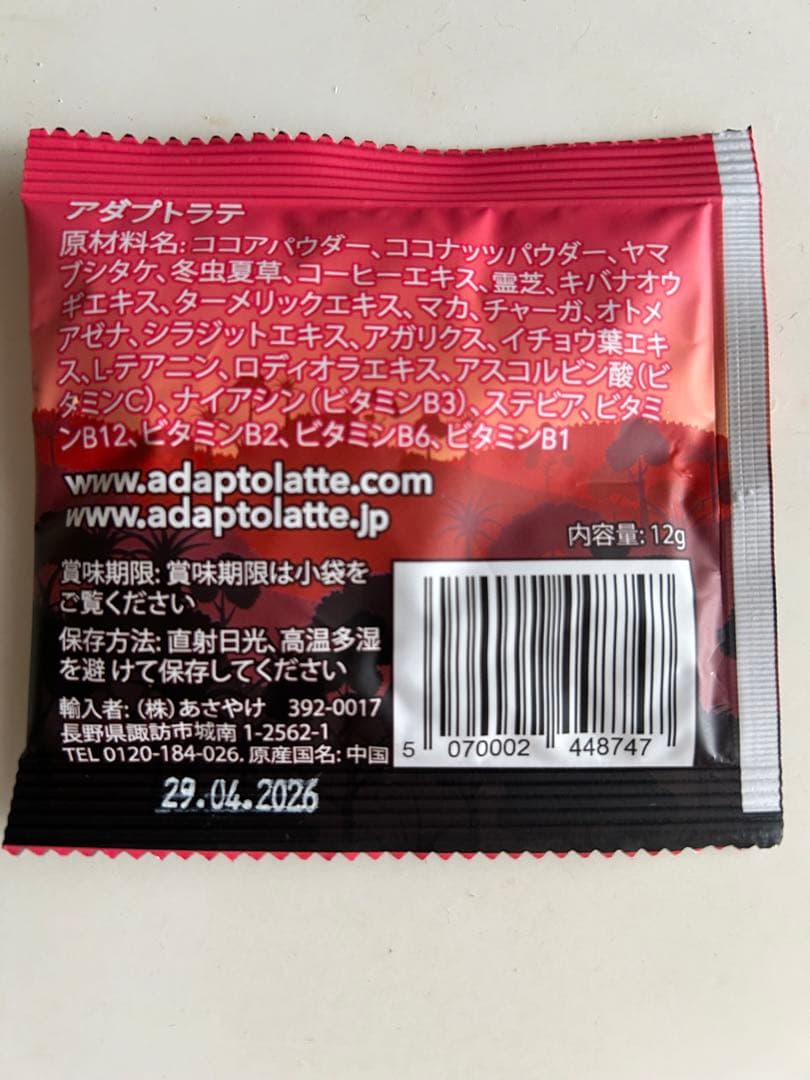 アダプトラテ
原材料名: ココアパウダー、ココナッツパウダー、ヤマ
ブシタケ、冬虫夏草、コーヒーエキス、霊芝、キバナオウ
ギエキス、ターメリックエキス、マカ、チャーガ、オトメ
アゼナ、シラジットエキス、アガリクス、イチョウ葉エキ
ス、L-テアニン、ロディオラエキス、アスコルビン酸（ビ
タミンC）、ナイアシン（ビタミンB3）、ステビア、ビタミ
ンB12、ビタミンB2、ビタミンB6、ビタミンB1
www.adaptolatte.com
www.adaptolatte.jp
内容量: 12g
賞味期限: 賞味期限は小袋を
ご覧ください
保存方法: 直射日光、高温多湿
を避 けて保存してください
輸入者: （株）あさやけ　392-0017
長野県諏訪市城南 1-2562-1
TEL 0120-184-026. 原産国名: 中国
5 070002 448747
29.04.2026